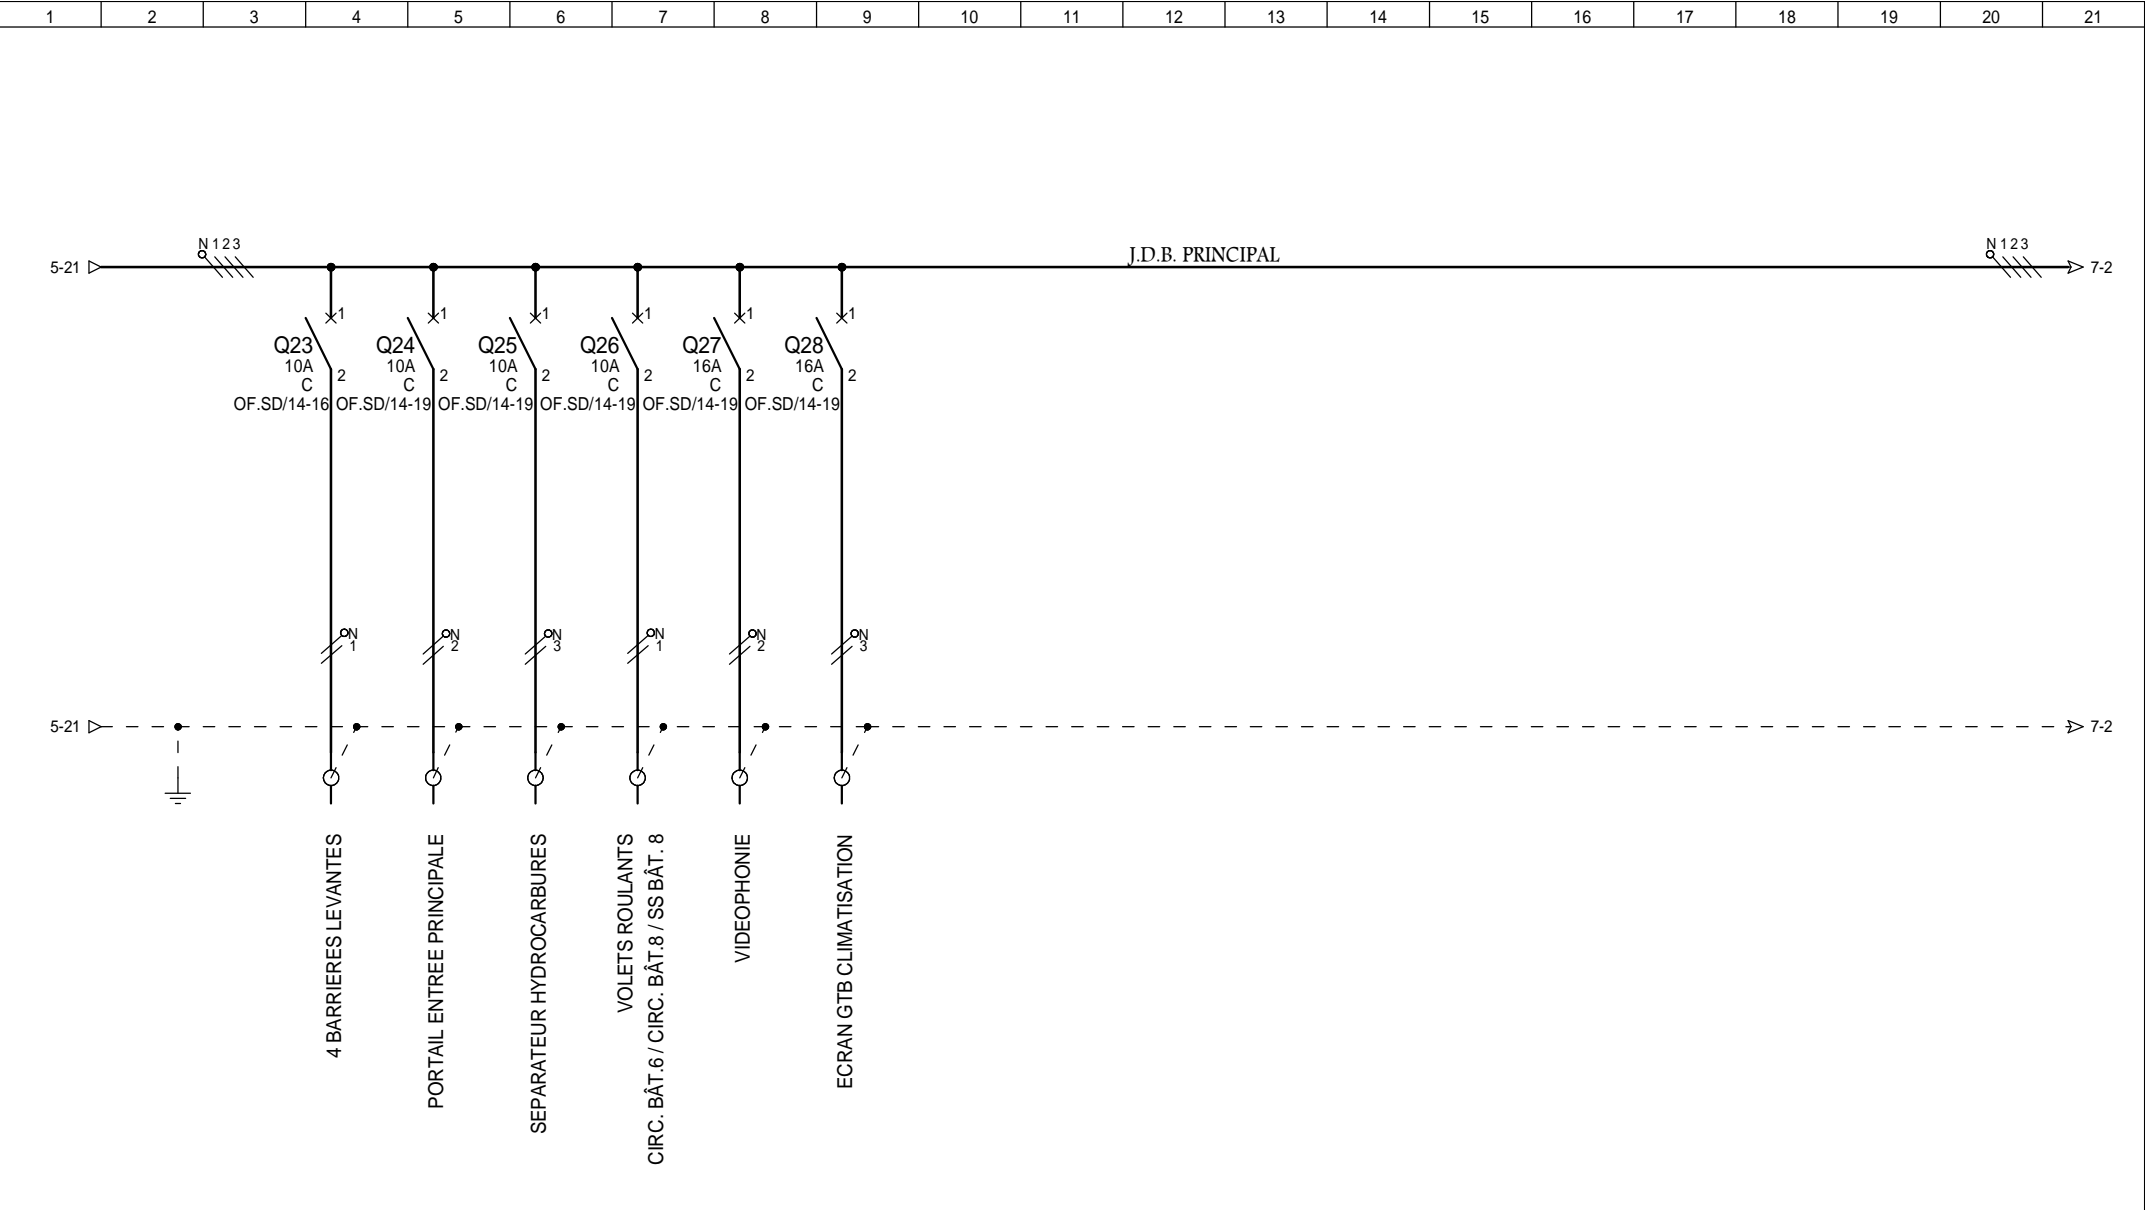 1 2 3 4 5 6 7 8 9 10 11 12 13 14 15 16 17 18 19 20 21
N 1 2 3
J.D.B. PRINCIPAL
N 1 2 3
5-21
7-2
1 1 1 1 1 1
Q23 Q24 Q25 Q26 Q27 Q28
10A 10A 10A 10A 16A 16A
2 2 2 2 2 2
C C C C C C
OF.SD/14-16 OF.SD/14-19 OF.SD/14-19 OF.SD/14-19 OF.SD/14-19 OF.SD/14-19
N N N N N N
1 2 3 1 2 3
5-21
7-2
4 BARRIERES LEVANTES
PORTAIL ENTREE PRINCIPALE
SEPARATEUR HYDROCARBURES
VOLETS ROULANTS
CIRC. BÂT.6 / CIRC. BÂT.8 / SS BÂT. 8
VIDEOPHONIE
ECRAN GTB CLIMATISATION